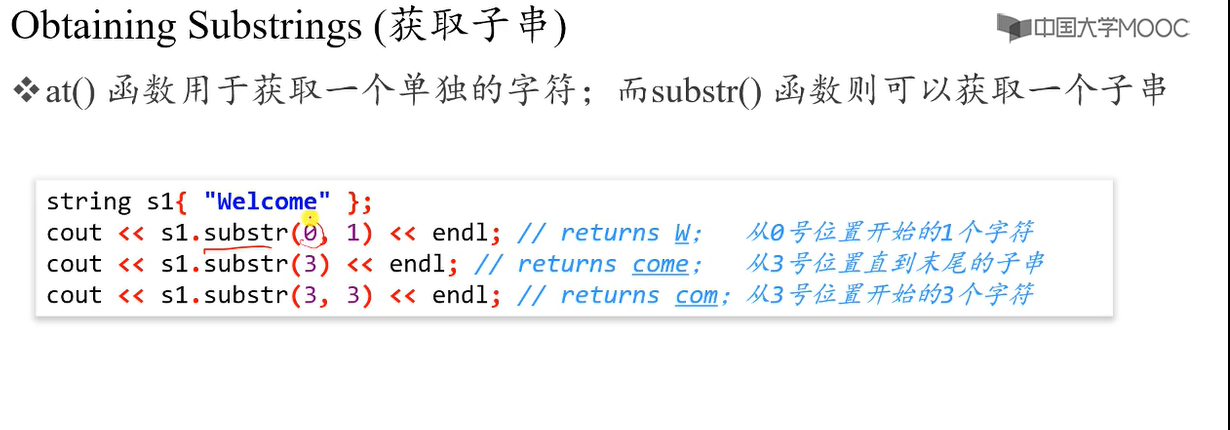 Obtaining Substrings (获取子串)
中国大学MOOC
❖at() 函数用于获取一个单独的字符；而substr() 函数则可以获取一个子串
string s1{ "Welcome" };
cout << s1.substr(0, 1) << endl; // returns W; 从0号位置开始的1个字符
cout << s1.substr(3) << endl; // returns come; 从3号位置直到末尾的子串
cout << s1.substr(3, 3) << endl; // returns com; 从3号位置开始的3个字符